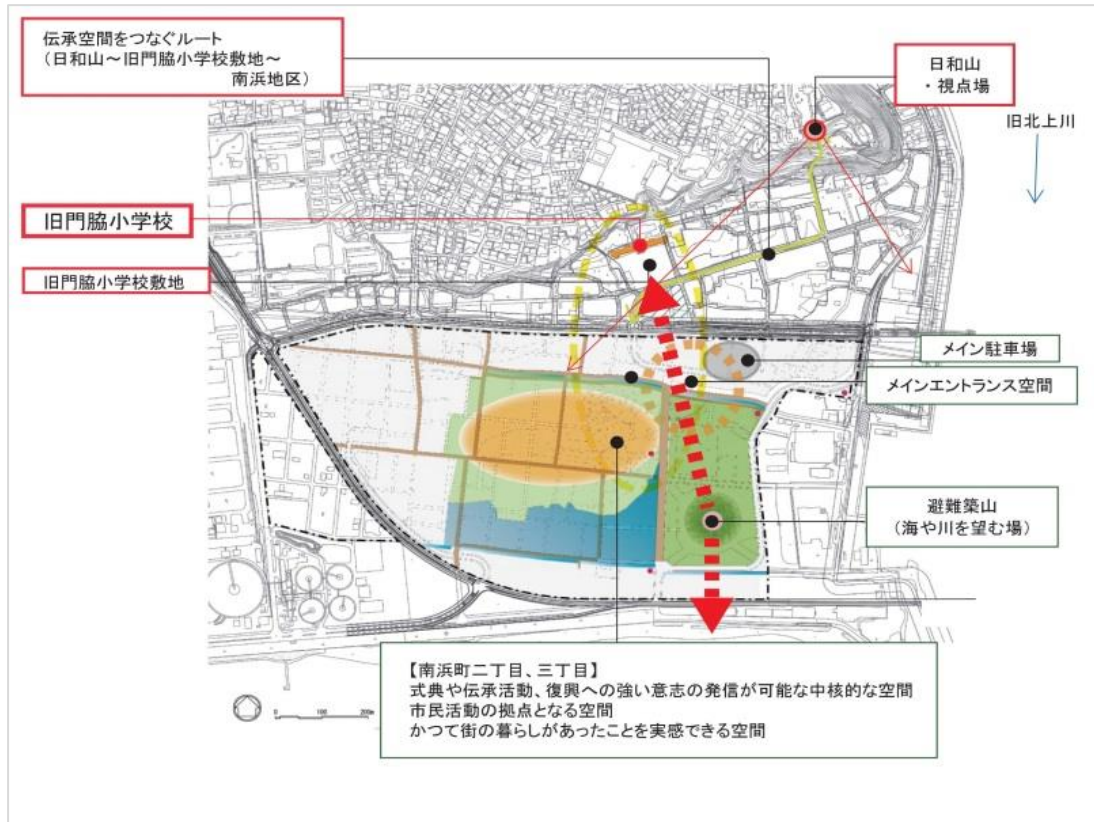 伝承空間をつなぐルート
(日和山~旧門脇小学校敷地~
南浜地区)
日和山
・視点場
旧北上川
旧門脇小学校
旧門脇小学校敷地
メイン駐車場
メインエントランス空間
避難築山
(海や川を望む場)
【南浜町二丁目、三丁目】
式典や伝承活動、復興への強い意志の発信が可能な中核的な空間
市民活動の拠点となる空間
かつて街の暮らしがあったことを実感できる空間
0 100 200m